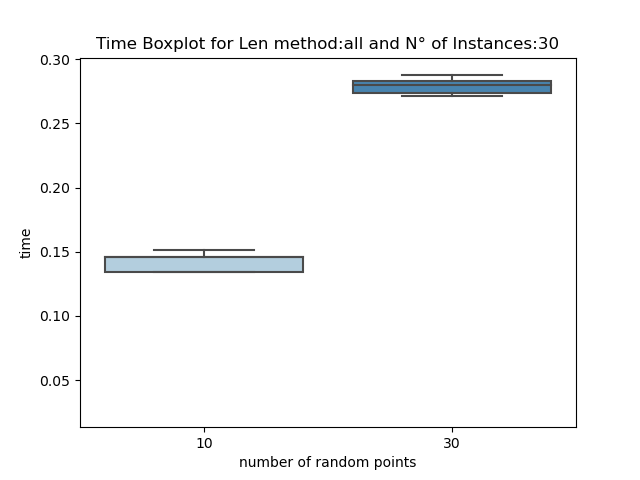 Time Boxplot for Len method:all and N° of Instances:30
0.30
0.25
0.20
0.15
0.10
0.05
time
10 30
number of random points